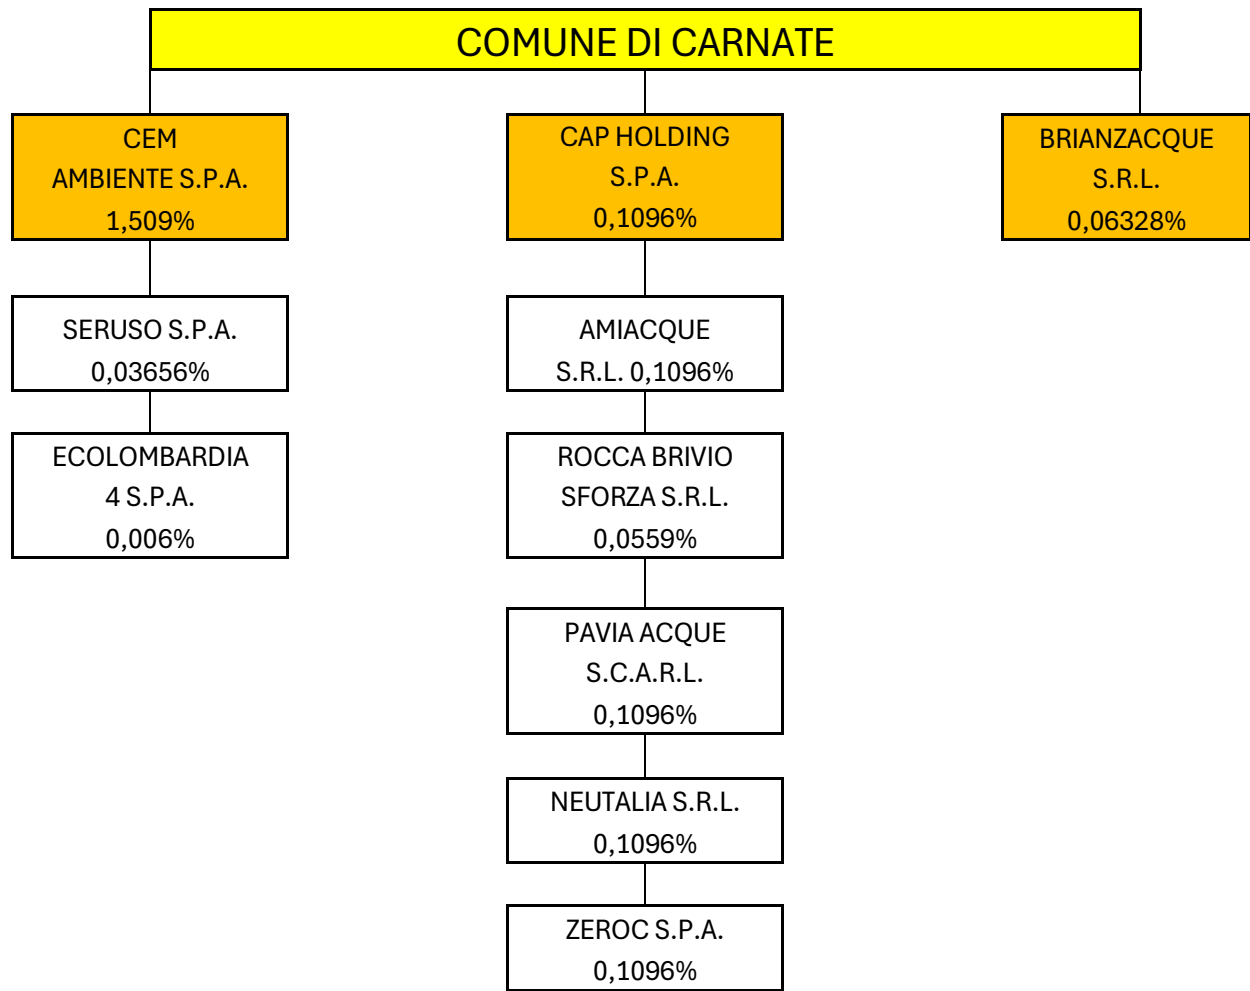 COMUNE DI CARNATE
CEM
AMBIENTE S.P.A.
1,509%
CAP HOLDING
S.P.A.
0,1096%
BRIANZACQUE
S.R.L.
0,06328%
SERUSO S.P.A.
0,03656%
AMIACQUE
S.R.L. 0,1096%
ECOLOMBARDIA
4 S.P.A.
0,006%
ROCCA BRIVIO
SFORZA S.R.L.
0,0559%
PAVIA ACQUE
S.C.A.R.L.
0,1096%
NEUTALIA S.R.L.
0,1096%
ZEROC S.P.A.
0,1096%